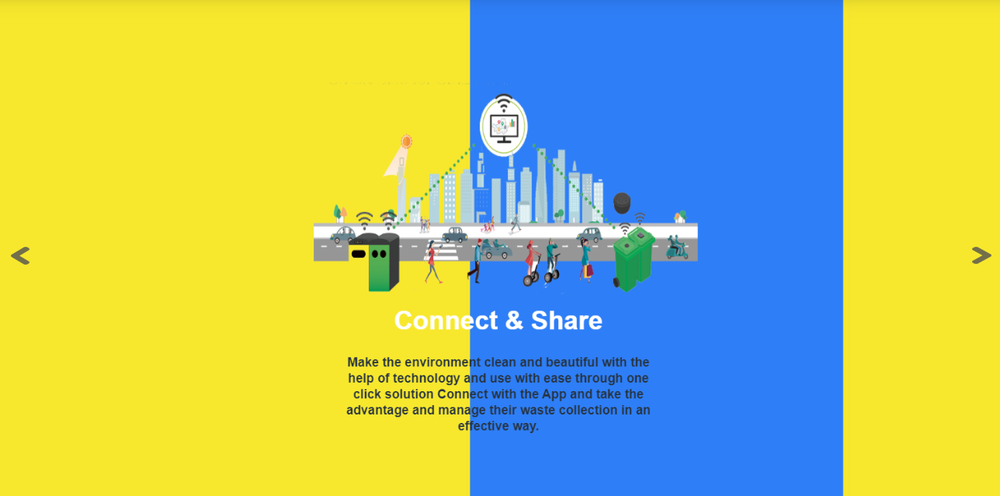 Connect & Share
Make the environment clean and beautiful with the
help of technology and use with ease through one
click solution Connect with the App and take the
advantage and manage their waste collection in an
effective way.